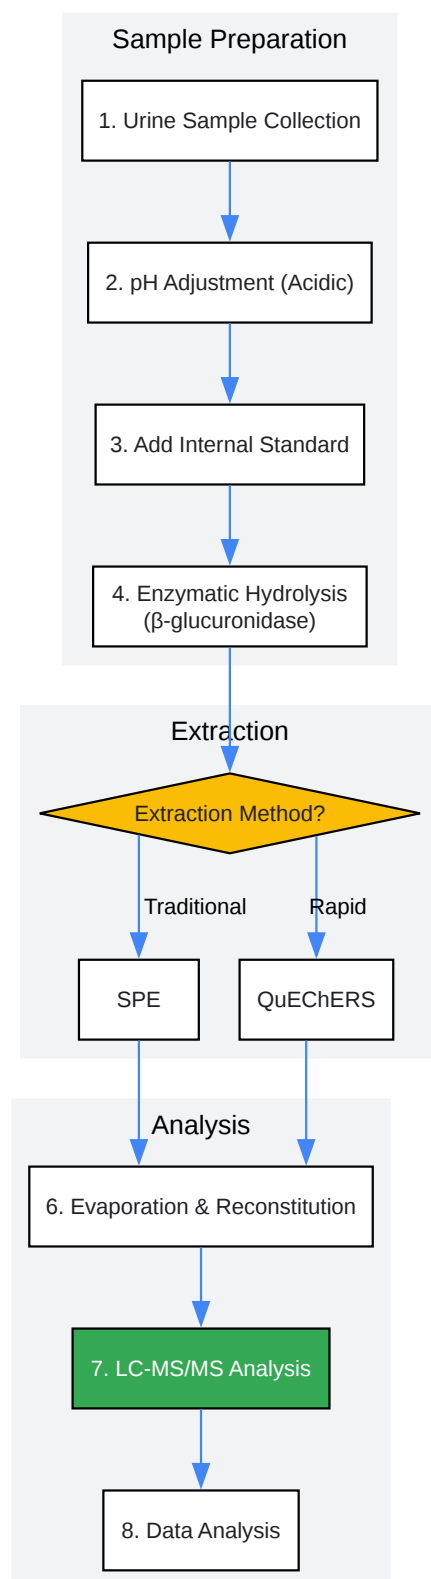 Sample Preparation
1. Urine Sample Collection
2. pH Adjustment (Acidic)
3. Add Internal Standard
4. Enzymatic Hydrolysis
(β-glucuronidase)
Extraction
Extraction Method?
Traditional
Rapid
SPE
QuEChERS
Analysis
6. Evaporation & Reconstitution
7. LC-MS/MS Analysis
8. Data Analysis